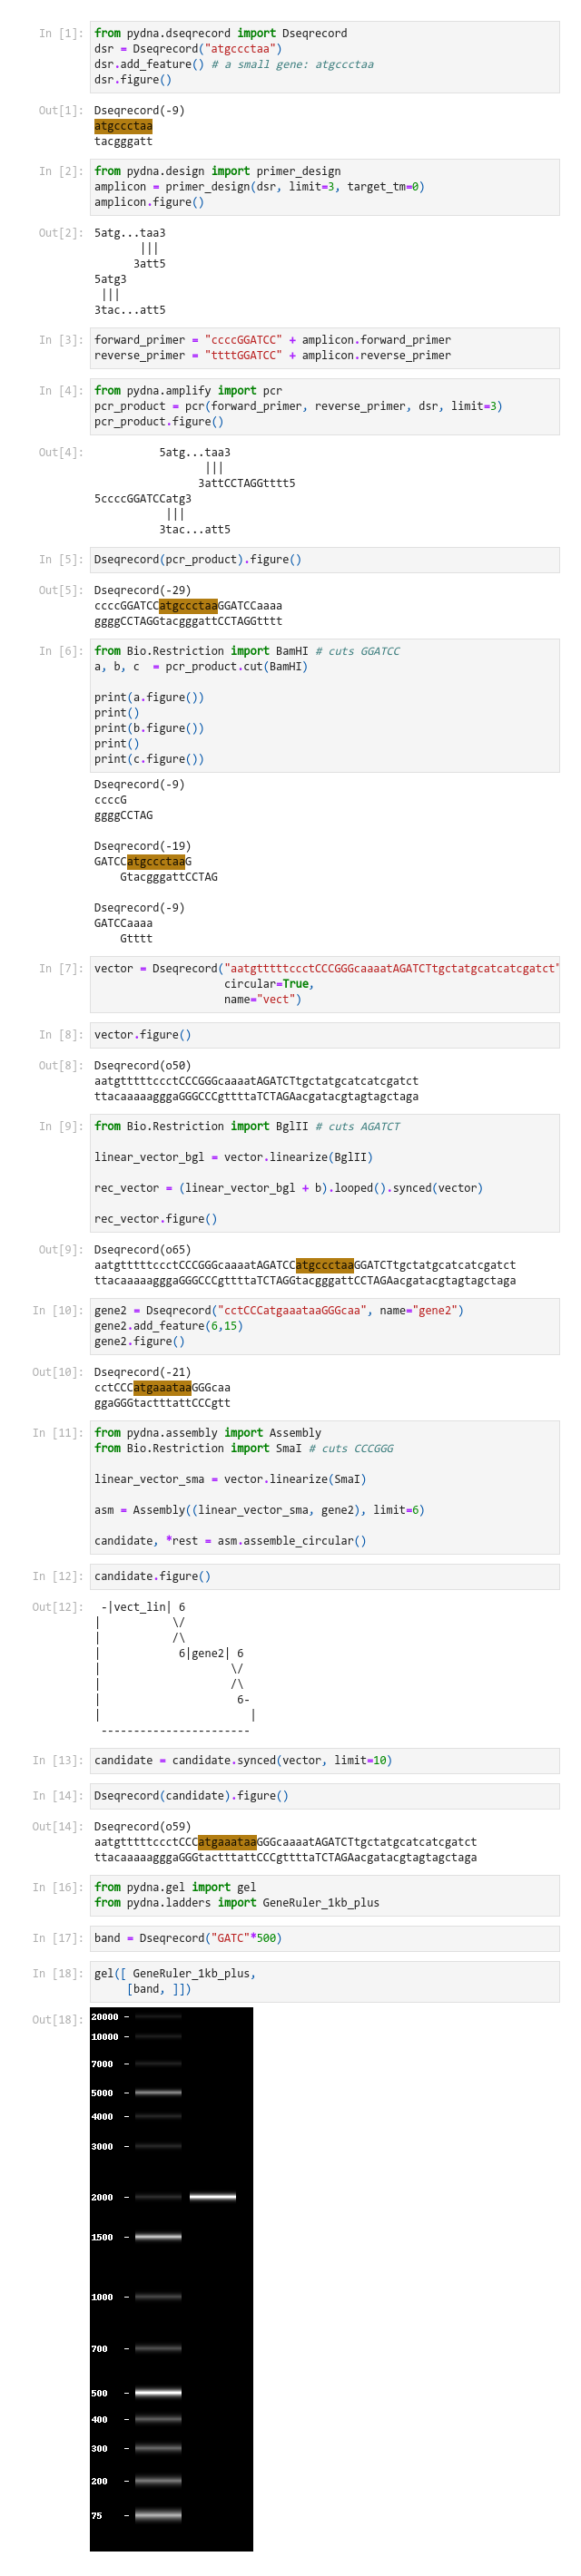 In [1]: from pydna.dseqrecord import Dseqrecord
dsr = Dseqrecord("atgccctaa")
dsr.add_feature() # a small gene: atgccctaa
dsr.figure()
Out[1]: Dseqrecord(-9)
atgccctaa
tacgggatt
In [2]: from pydna.design import primer_design
amplicon = primer_design(dsr, limit=3, target_tm=0)
amplicon.figure()
Out[2]: 5atg...taa3
|||
3att5
5atg3
|||
3tac...att5
In [3]: forward_primer = "ccccGGATCC" + amplicon.forward_primer
reverse_primer = "ttttGGATCC" + amplicon.reverse_primer
In [4]: from pydna.amplify import pcr
pcr_product = pcr(forward_primer, reverse_primer, dsr, limit=3)
pcr_product.figure()
Out[4]: 5atg...taa3
|||
3attCCTAGGtttt5
5ccccGGATCCatg3
|||
3tac...att5
In [5]: Dseqrecord(pcr_product).figure()
Out[5]: Dseqrecord(-29)
ccccGGATCCatgccctaaGGATCCaaaa
ggggCCTAGGtacgggattCCTAGGtttt
In [6]: from Bio.Restriction import BamHI # cuts GGATCC
a, b, c  = pcr_product.cut(BamHI)
print(a.figure())
print()
print(b.figure())
print()
print(c.figure())
Dseqrecord(-9)
ccccG
ggggCCTAG
Dseqrecord(-19)
GATCCatgccctaaG
GtacgggattCCTAG
Dseqrecord(-9)
GATCCaaaa
Gtttt
In [7]: vector = Dseqrecord("aatgtttttccctCCCGGGcaaaatAGATCTtgctatgcatcatcgatct"
circular=True,
name="vect")
In [8]: vector.figure()
Out[8]: Dseqrecord(o50)
aatgtttttccctCCCGGGcaaaatAGATCTtgctatgcatcatcgatct
ttacaaaaagggaGGGCCCgttttaTCTAGAacgatacgtagtagctaga
In [9]: from Bio.Restriction import BglII # cuts AGATCT
linear_vector_bgl = vector.linearize(BglII)
rec_vector = (linear_vector_bgl + b).looped().synced(vector)
rec_vector.figure()
Out[9]: Dseqrecord(o65)
aatgtttttccctCCCGGGcaaaatAGATCCatgccctaaGGATCTtgctatgcatcatcgatct
ttacaaaaagggaGGGCCCgttttaTCTAGGtacgggattCCTAGAacgatacgtagtagctaga
In [10]: gene2 = Dseqrecord("cctCCCatgaaataaGGGcaa", name="gene2")
gene2.add_feature(6,15)
gene2.figure()
Out[10]: Dseqrecord(-21)
cctCCCatgaaataaGGGcaa
ggaGGGtactttattCCCgtt
In [11]: from pydna.assembly import Assembly
from Bio.Restriction import SmaI # cuts CCCGGG
linear_vector_sma = vector.linearize(SmaI)
asm = Assembly((linear_vector_sma, gene2), limit=6)
candidate, *rest = asm.assemble_circular()
In [12]: candidate.figure()
Out[12]: -|vect_lin| 6
|           \/
|           /\
|           6|gene2| 6
|                   \/
|                   /\
|                   6-
|                     |
-----------------------
In [13]: candidate = candidate.synced(vector, limit=10)
In [14]: Dseqrecord(candidate).figure()
Out[14]: Dseqrecord(o59)
aatgtttttccctCCCatgaaataaGGGcaaaatAGATCTtgctatgcatcatcgatct
ttacaaaaagggaGGGtactttattCCCgttttaTCTAGAacgatacgtagtagctaga
In [16]: from pydna.gel import gel
from pydna.ladders import GeneRuler_1kb_plus
In [17]: band = Dseqrecord("GATC"*500)
In [18]: gel([ GeneRuler_1kb_plus,
[band, ]])
Out[18]:
20000 –
10000 –
7000 –
5000 –
4000 –
3000 –
2000 –
1500 –
1000 –
700 –
500 –
400 –
300 –
200 –
75 –